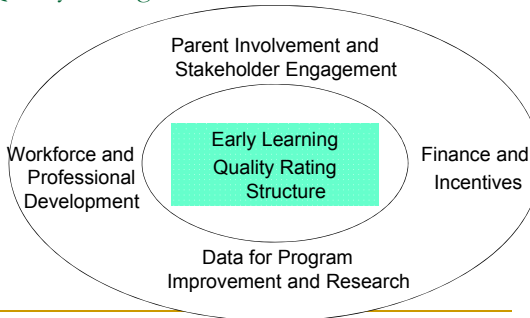 Parent Involvement and
Stakeholder Engagement
Early Learning
Quality Rating
Structure
Workforce and
Professional
Development
Finance and
Incentives
Data for Program
Improvement and Research